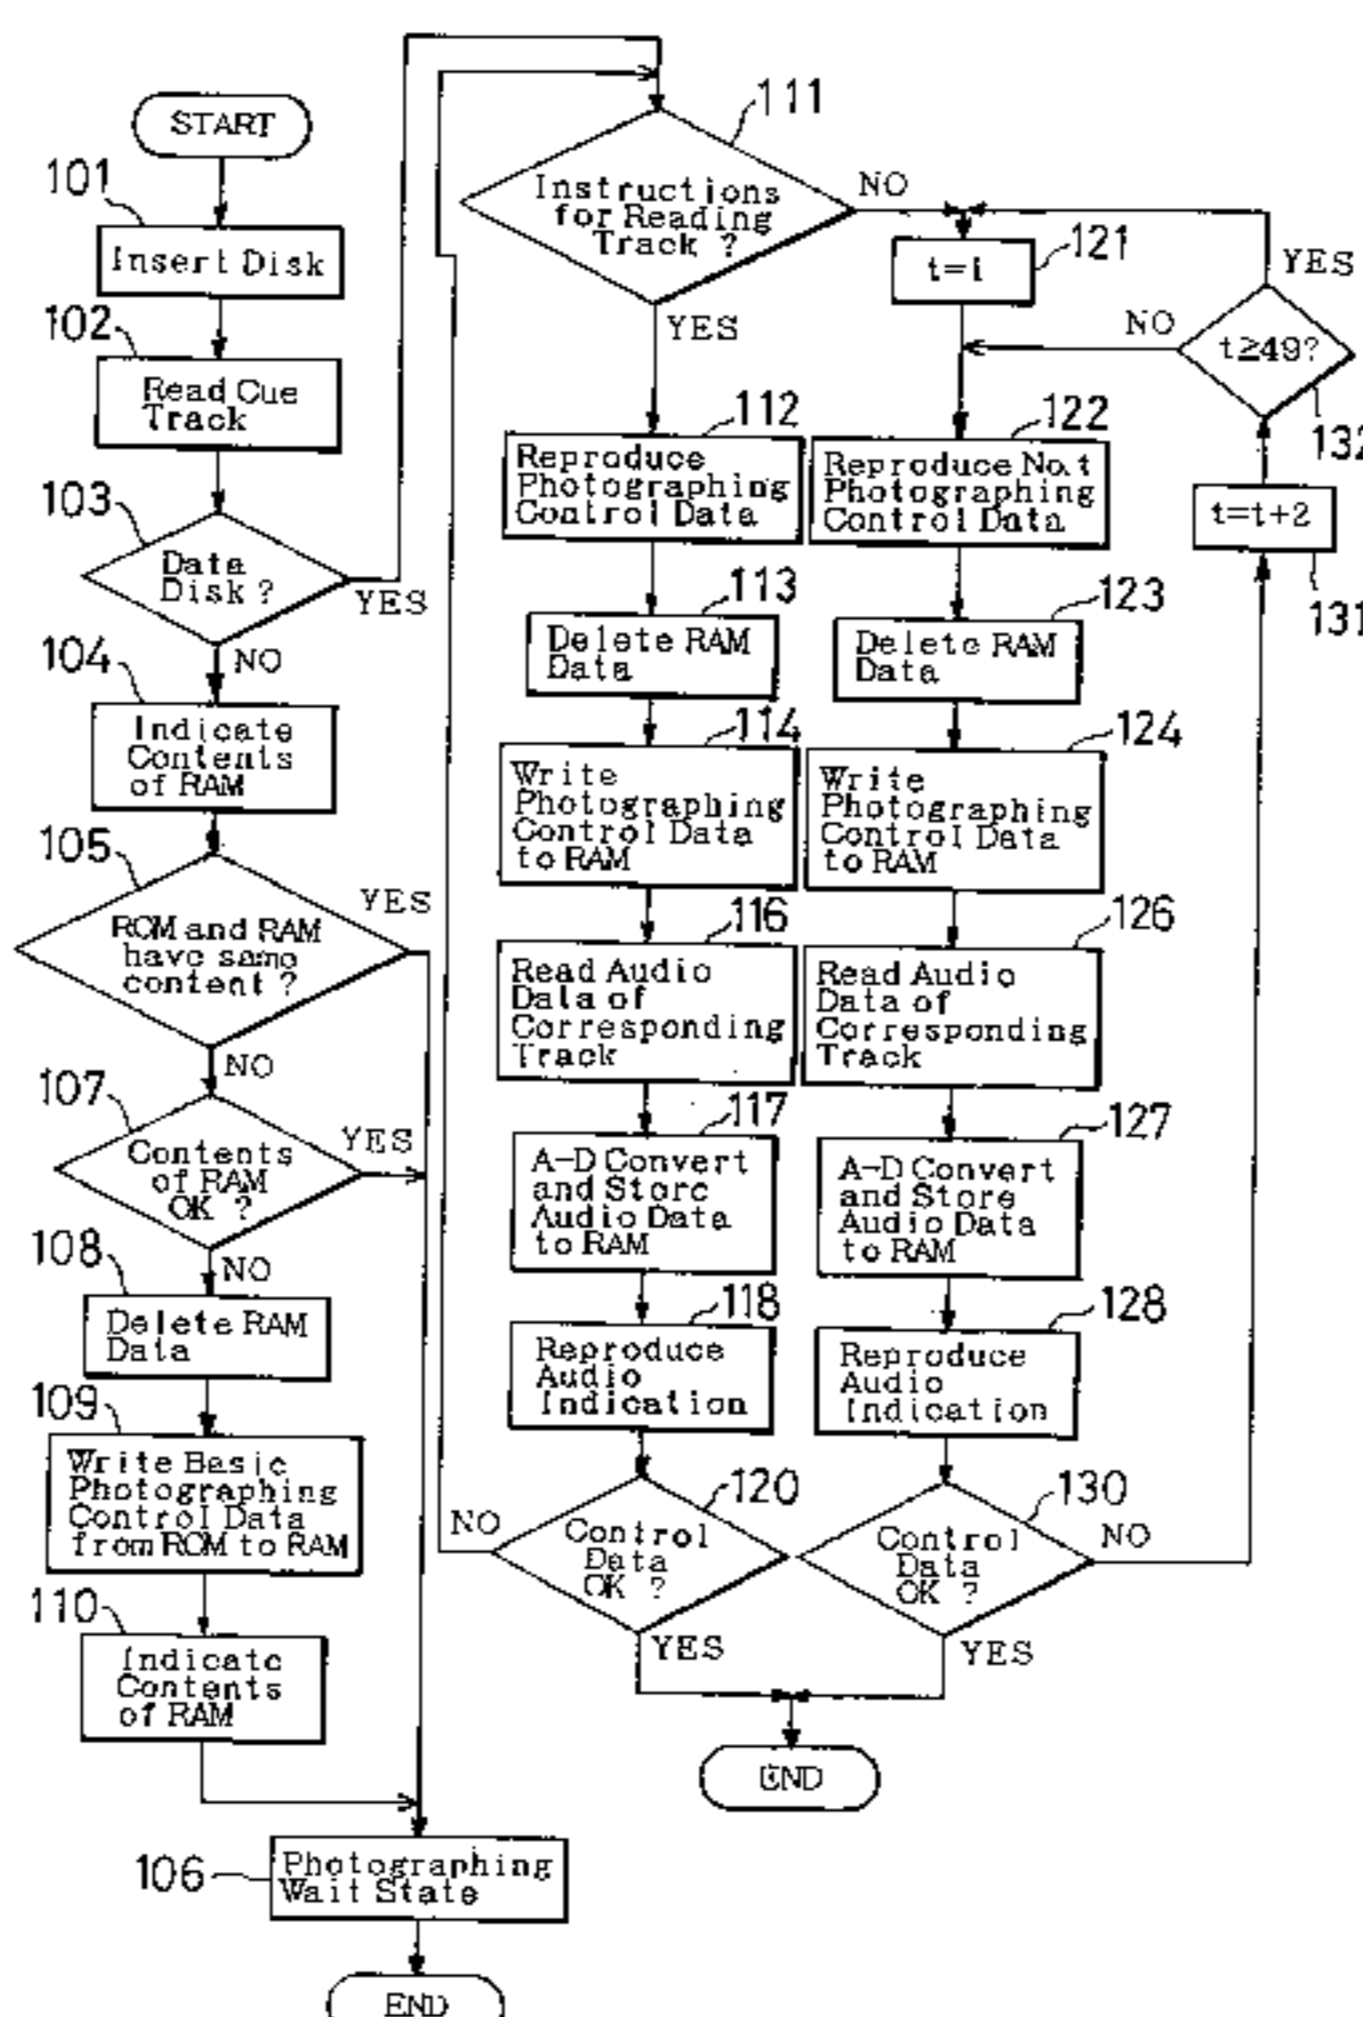 START
101
Insert Disk
102
Read Cue
Track
103
Data
Disk ?
YES
NO
104
Indicate
Contents
of RAM
105
YES
ROM and RAM
have same
content ?
NO
107
YES
Contents
of RAM
OK ?
NO
108
Delete RAM
Data
109
Write Basic
Photographing
Control Data
from ROM to RAM
110
Indicate
Contents
of RAM
106
Photographing
Wait State
END
111
Instructions
for Reading
Track ?
NO
YES
112
Reproduce
Photographing
Control Data
113
Delete RAM
Data
114
Write
Photographing
Control Data
to RAM
116
Read Audio
Data of
Corresponding
Track
117
A-D Convert
and Store
Audio Data
to RAM
118
Reproduce
Audio
Indication
120
NO
Control
Data
OK ?
YES
121
t=1
122
Reproduce No.t
Photographing
Control Data
123
Delete RAM
Data
124
Write
Photographing
Control Data
to RAM
126
Read Audio
Data of
Corresponding
Track
127
A-D Convert
and Store
Audio Data
to RAM
128
Reproduce
Audio
Indication
130
Control
Data
OK ?
NO
YES
END
YES
NO
t≥49?
132
t=t+2
131